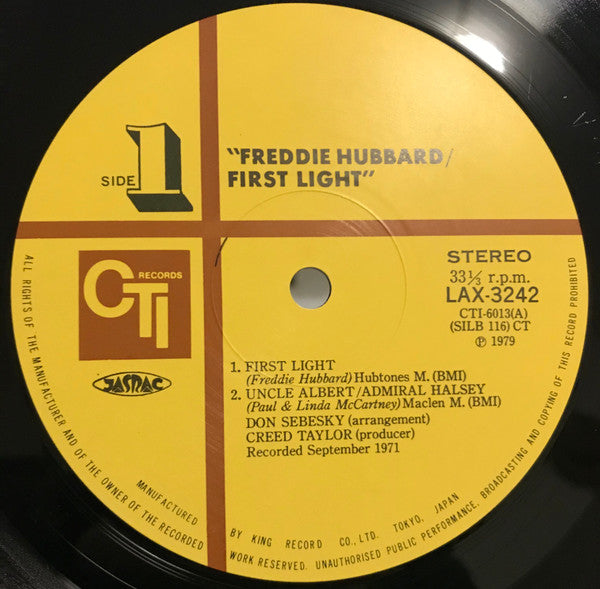 SIDE 1
"FREDDIE HUBBARD/
FIRST LIGHT"
CTI RECORDS
JASRAC
STEREO
33⅓ r.p.m.
LAX-3242
CTI-6013(A)
(SILB 116) CT
Ⓟ 1979
1. FIRST LIGHT
(Freddie Hubbard) Hubtones M. (BMI)
2. UNCLE ALBERT/ADMIRAL HALSEY
(Paul & Linda McCartney) Maclen M. (BMI)
DON SEBESKY (arrangement)
CREED TAYLOR (producer)
Recorded September 1971
MANUFACTURED BY KING RECORD CO., LTD. TOKYO, JAPAN
ALL RIGHTS OF THE MANUFACTURER AND OF THE OWNER OF THE RECORDED WORK RESERVED. UNAUTHORISED PUBLIC PERFORMANCE, BROADCASTING AND COPYING OF THIS RECORD PROHIBITED